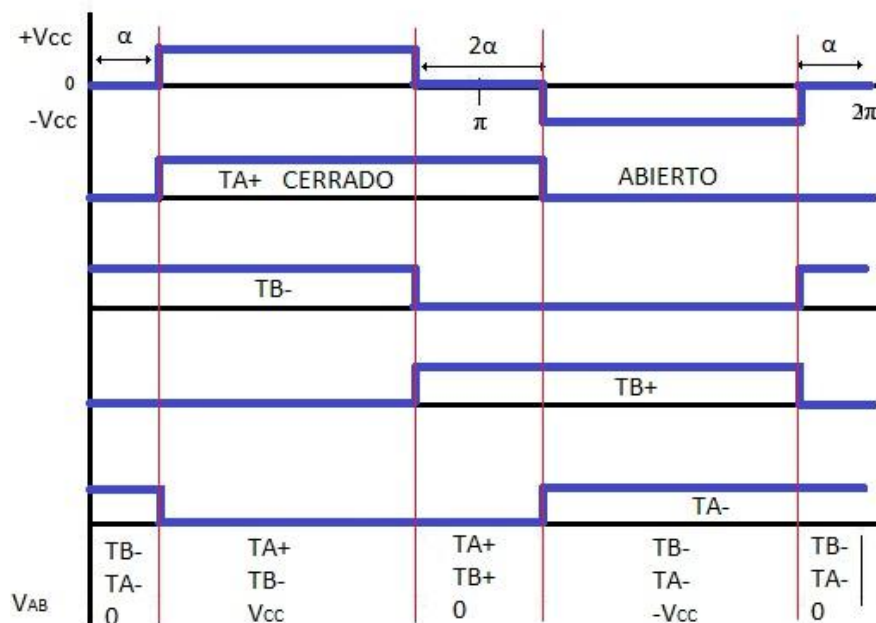 +Vcc
α
2α
α
0
π
-Vcc
2π
TA+ CERRADO
ABIERTO
TB-
TB+
TA-
TB-
TA-
0
TA+
TB-
Vcc
TA+
TB+
0
TB-
TA-
-Vcc
TB-
TA-
0
VAB